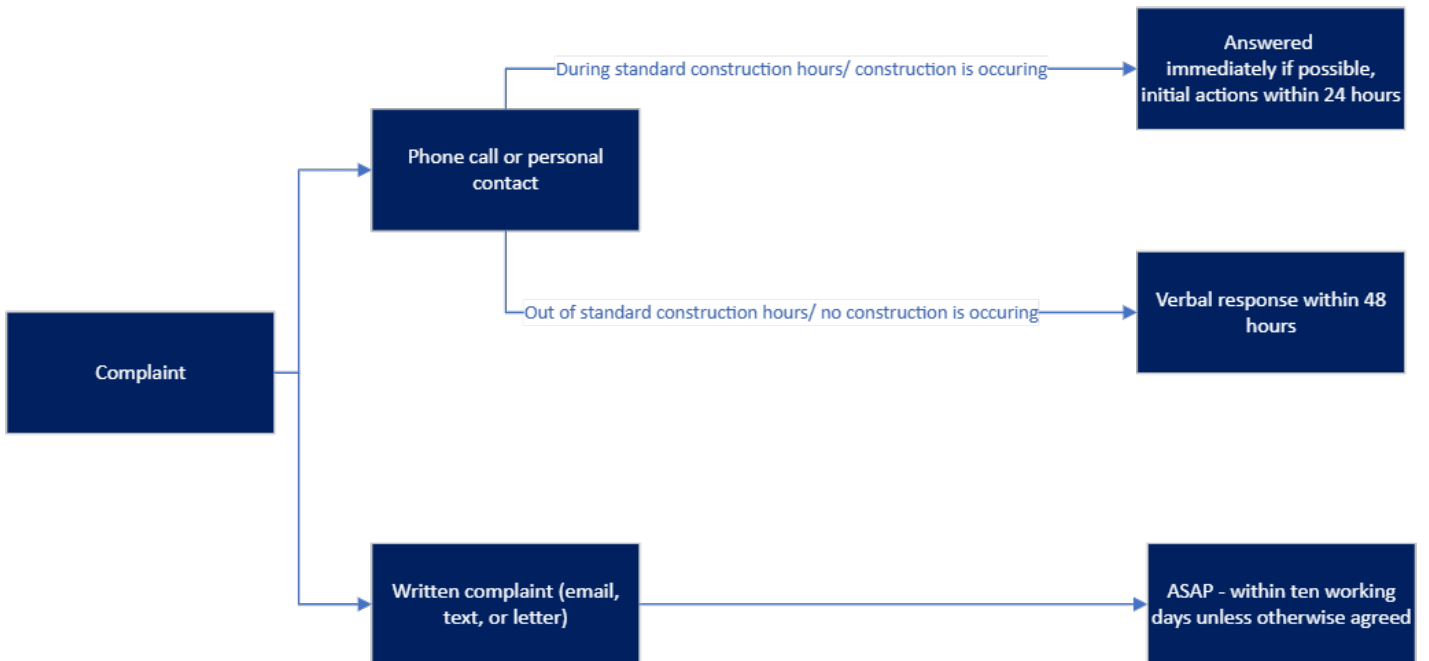 Answered
immediately if possible,
initial actions within 24 hours
During standard construction hours/ construction is occuring
Phone call or personal
contact
Out of standard construction hours/ no construction is occuring
Verbal response within 48
hours
Complaint
Written complaint (email,
text, or letter)
ASAP - within ten working
days unless otherwise agreed